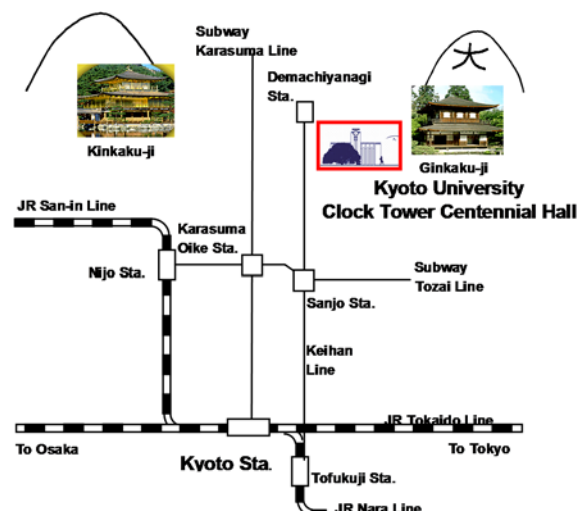 Subway
Karasuma Line
Demachiyanagi
Sta.
大
Kinkaku-ji
Ginkaku-ji
Kyoto University
Clock Tower Centennial Hall
JR San-in Line
Karasuma
Oike Sta.
Nijo Sta.
Subway
Tozai Line
Sanjo Sta.
Keihan
Line
JR Tokaido Line
To Osaka
To Tokyo
Kyoto Sta.
Tofukuji Sta.
JR Nara Line